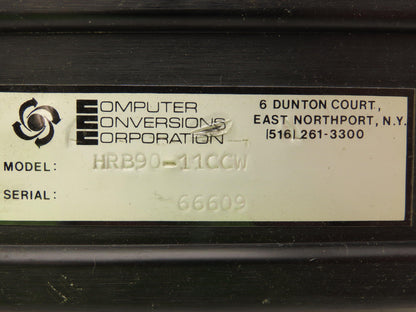 COMPUTER
CONVERSIONS
CORPORATION
6 DUNTON COURT,
EAST NORTHPORT, N.Y.
(516) 261-3300
MODEL: HRB90-11CCW
SERIAL: 66609